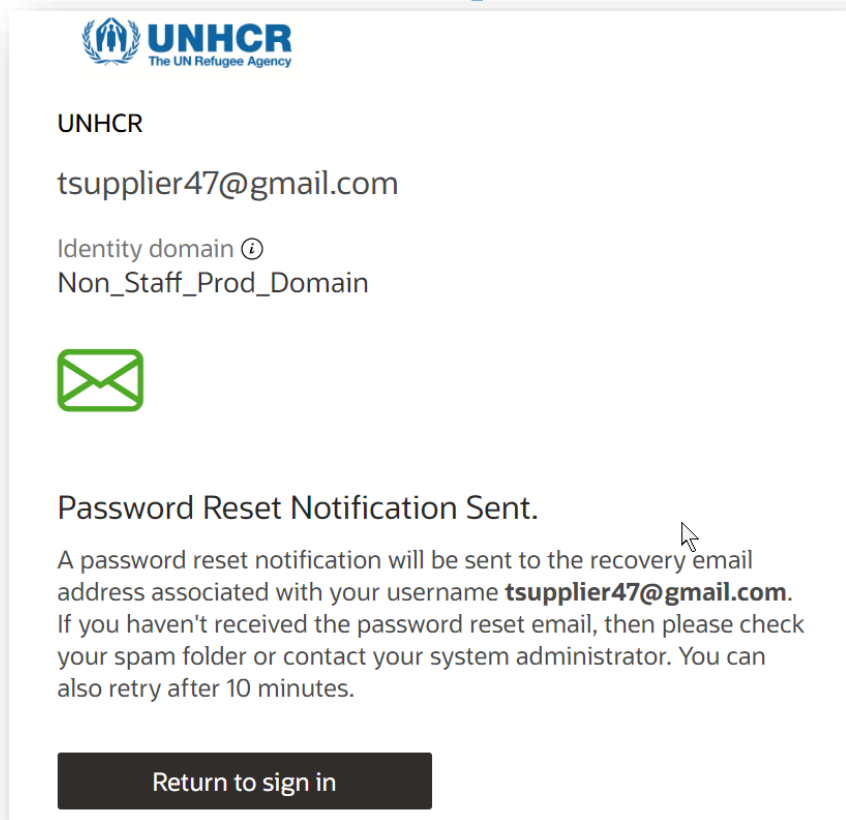 UNHCR
The UN Refugee Agency
UNHCR
tsupplier47@gmail.com
Identity domain
Non_Staff_Prod_Domain
Password Reset Notification Sent.
A password reset notification will be sent to the recovery email
address associated with your username tsupplier47@gmail.com.
If you haven't received the password reset email, then please check
your spam folder or contact your system administrator. You can
also retry after 10 minutes.
Return to sign in